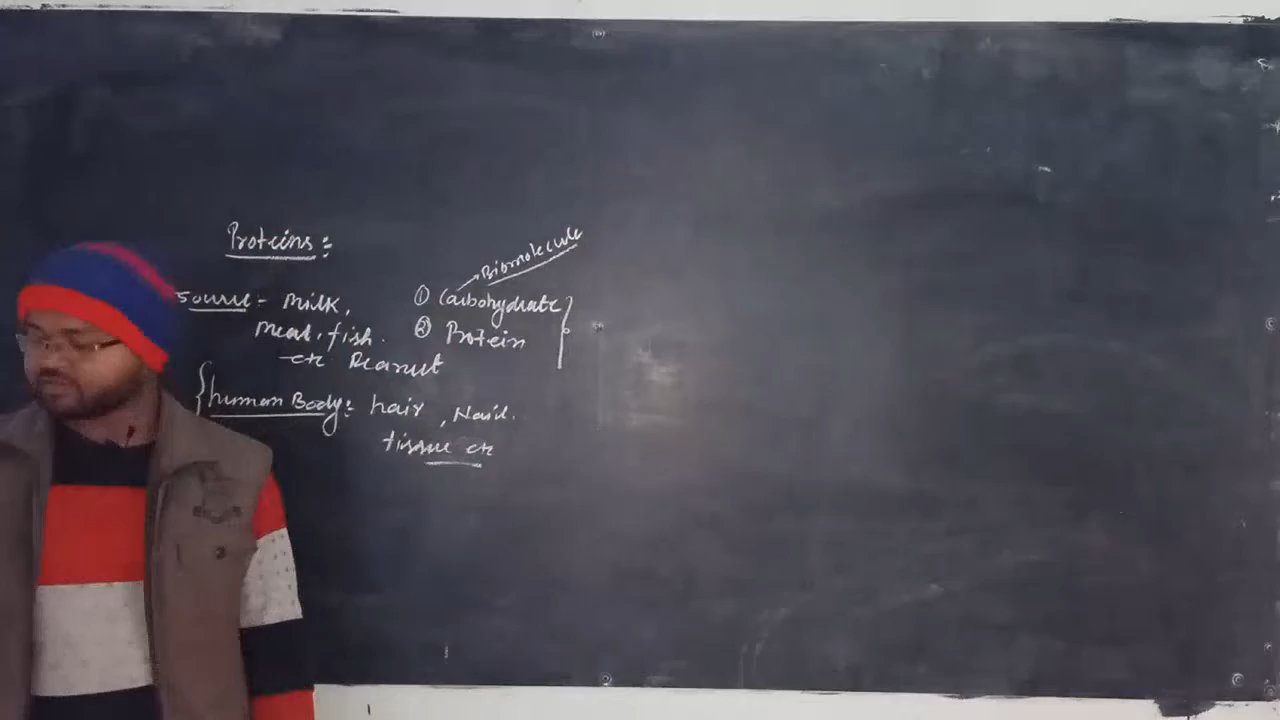 Proteins :
Source - Milk,
Meat, fish.
etc Peanut
→ Biomolecule
① Carbohydrate
② Protein
human Body : hair , Nail.
tissue etc